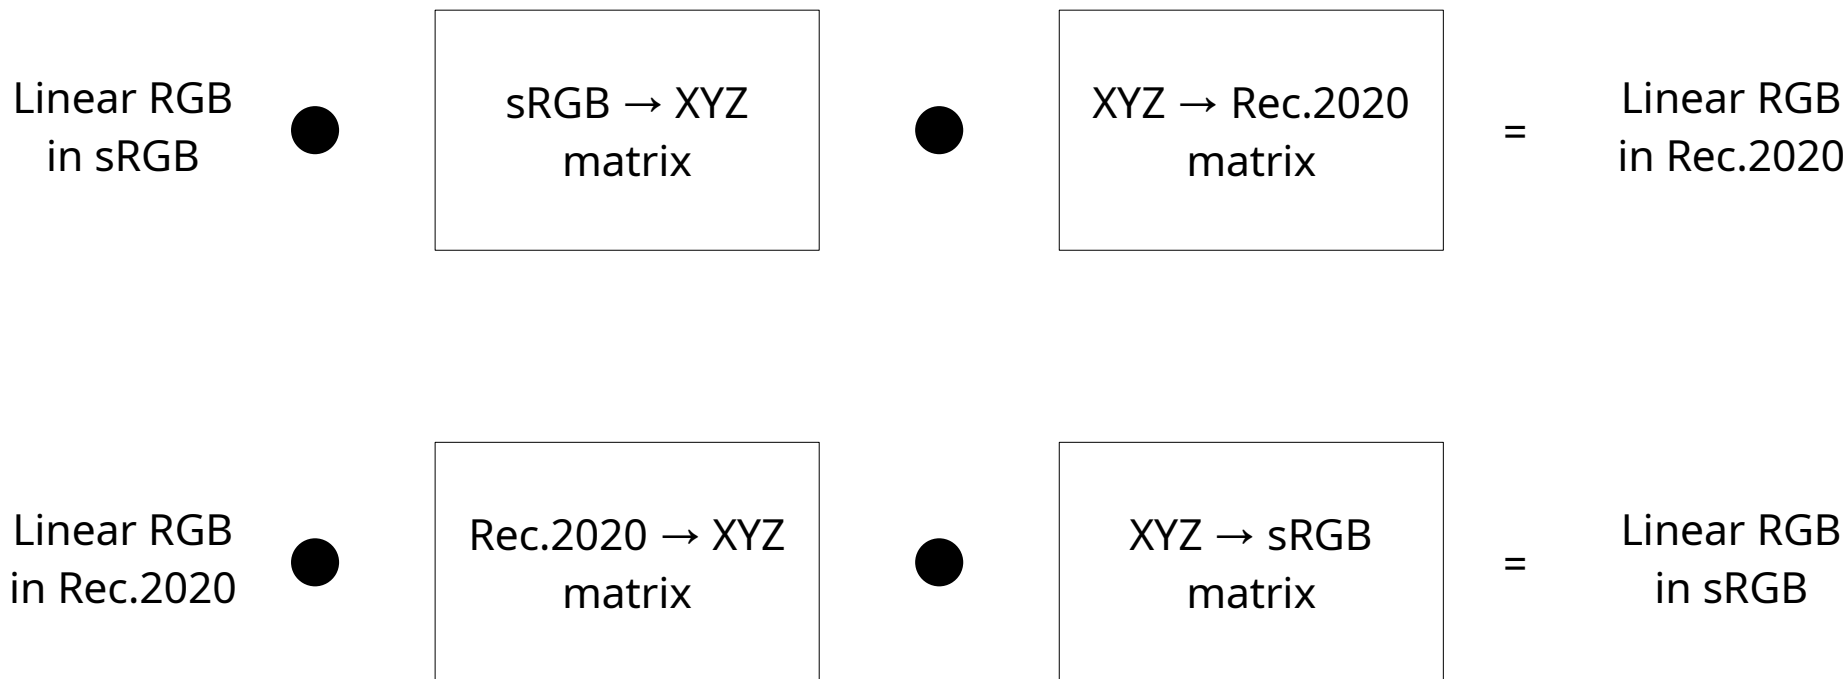 Linear RGB
in sRGB
sRGB → XYZ
matrix
XYZ → Rec.2020
matrix
=
Linear RGB
in Rec.2020
Linear RGB
in Rec.2020
Rec.2020 → XYZ
matrix
XYZ → sRGB
matrix
=
Linear RGB
in sRGB